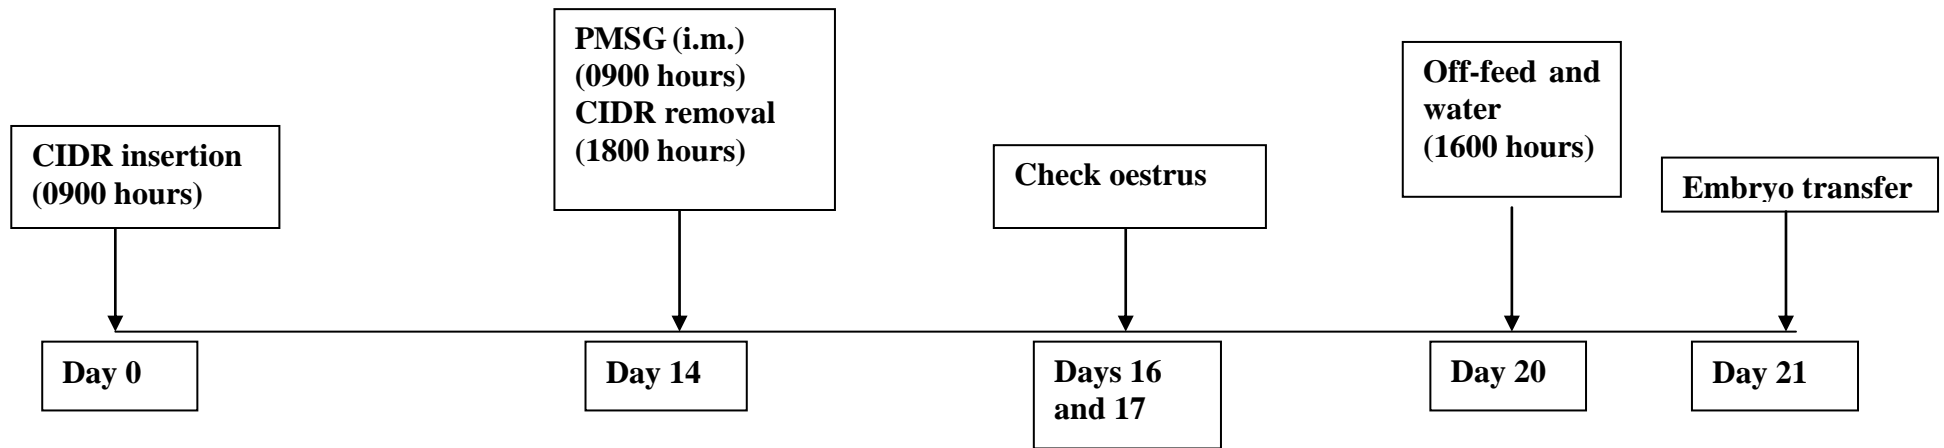 CIDR insertion
(0900 hours)
PMSG (i.m.)
(0900 hours)
CIDR removal
(1800 hours)
Check oestrus
Off-feed and
water
(1600 hours)
Embryo transfer
Day 0
Day 14
Days 16
and 17
Day 20
Day 21